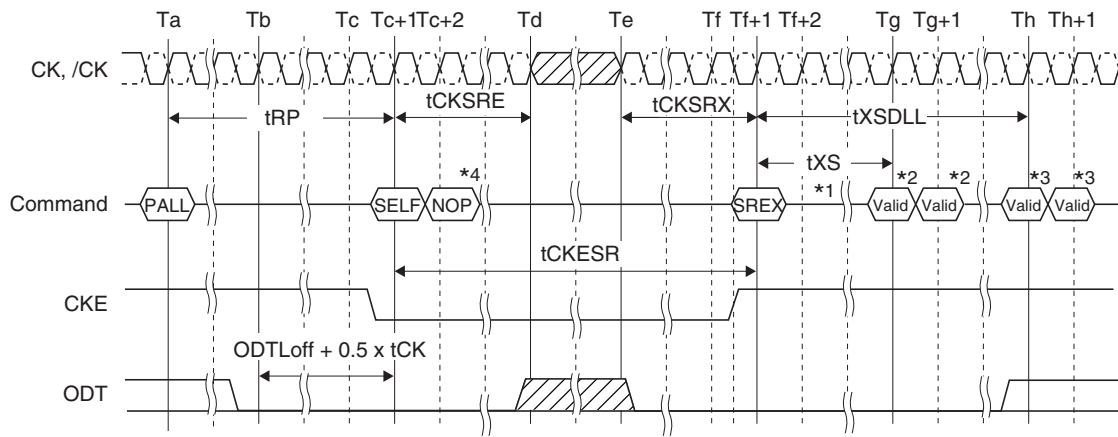 Ta Tb Tc Tc+1 Tc+2 Td Te Tf Tf+1 Tf+2 Tg Tg+1 Th Th+1
CK, /CK
tCKSRE tCKSRX
tRP tXSDLL
tXS
*4 *1 *2 *2 *3 *3
Command PALL SELF NOP SREX Valid Valid Valid Valid
tCKESR
CKE
ODTLoff + 0.5 x tCK
ODT